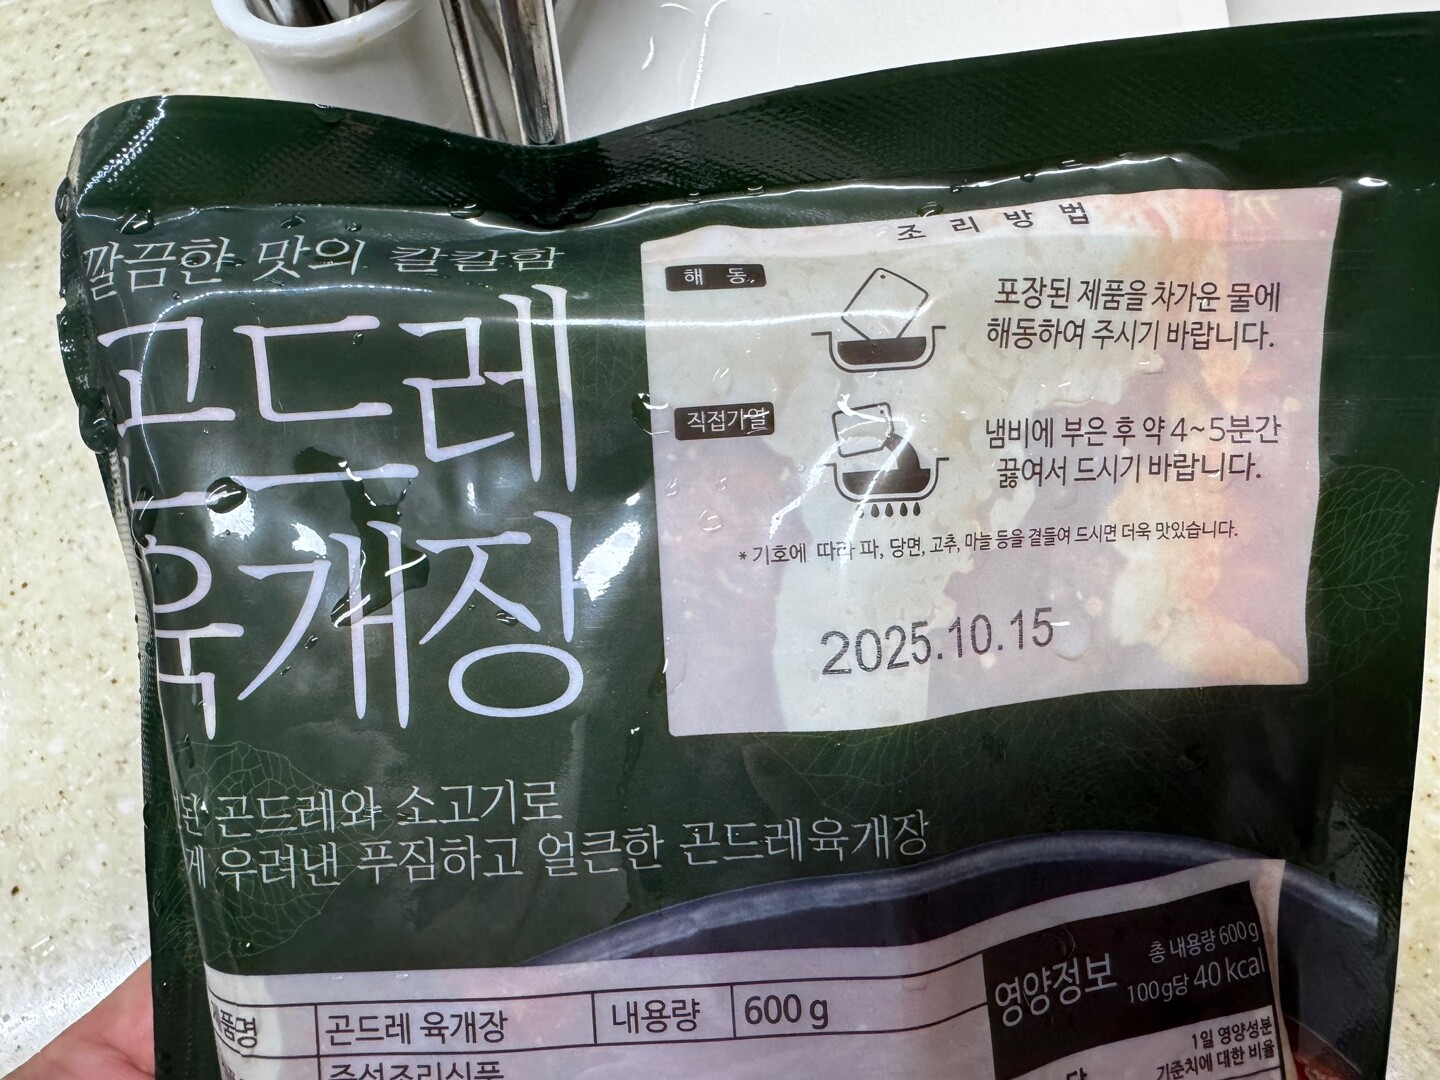 깔끔한 맛의 칼칼함
곤드레
육개장
조리방법
해동
포장된 제품을 차가운 물에
해동하여 주시기 바랍니다.
직접가열
냄비에 부은 후 약 4~5분간
끓여서 드시기 바랍니다.
* 기호에 따라 파, 당면, 고추, 마늘 등을 곁들여 드시면 더욱 맛있습니다.
2025.10.15
곤드레와 소고기로
우려낸 푸짐하고 얼큰한 곤드레육개장
제품명 곤드레 육개장 내용량 600 g
즉석조리식품
영양정보
총 내용량 600 g
100 g당 40 kcal
1일 영양성분
기준치에 대한 비율